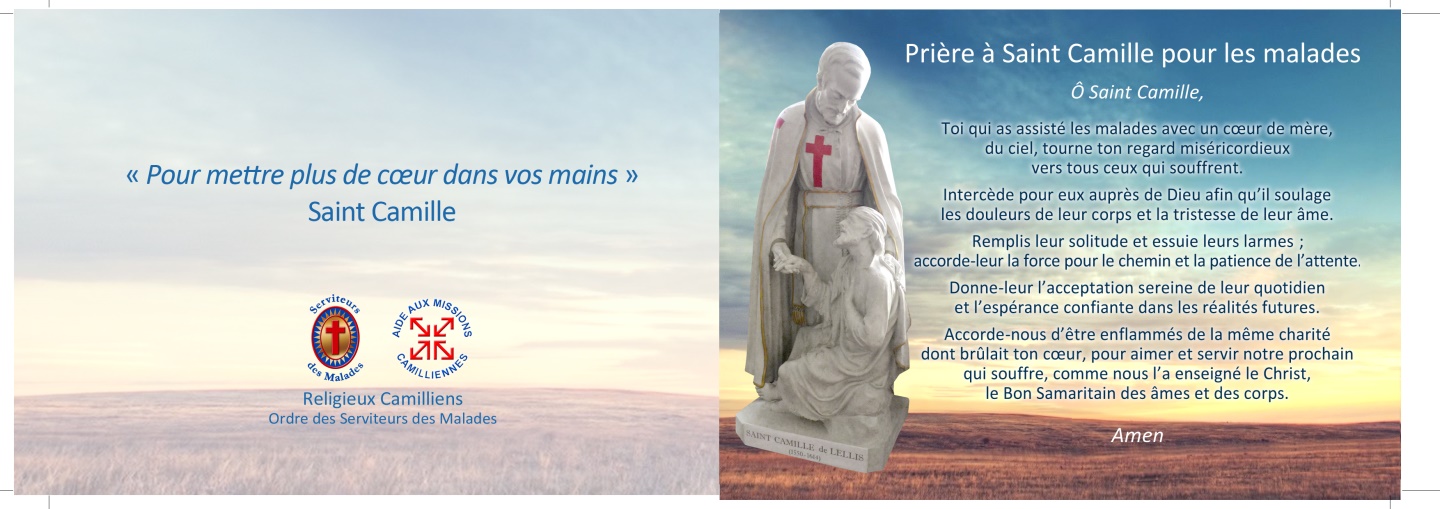 « Pour mettre plus de cœur dans vos mains »
Saint Camille
Serviteurs
des Malades
AIDE AUX MISSIONS
CAMILLIENNES
Religieux Camilliens
Ordre des Serviteurs des Malades
Prière à Saint Camille pour les malades
Ô Saint Camille,
Toi qui as assisté les malades avec un cœur de mère,
du ciel, tourne ton regard miséricordieux
vers tous ceux qui souffrent.
Intercède pour eux auprès de Dieu afin qu’il soulage
les douleurs de leur corps et la tristesse de leur âme.
Remplis leur solitude et essuie leurs larmes ;
accorde-leur la force pour le chemin et la patience de l’attente.
Donne-leur l’acceptation sereine de leur quotidien
et l’espérance confiante dans les réalités futures.
Accorde-nous d’être enflammés de la même charité
dont brûlait ton cœur, pour aimer et servir notre prochain
qui souffre, comme nous l’a enseigné le Christ,
le Bon Samaritain des âmes et des corps.
Amen
SAINT CAMILLE de LELLIS